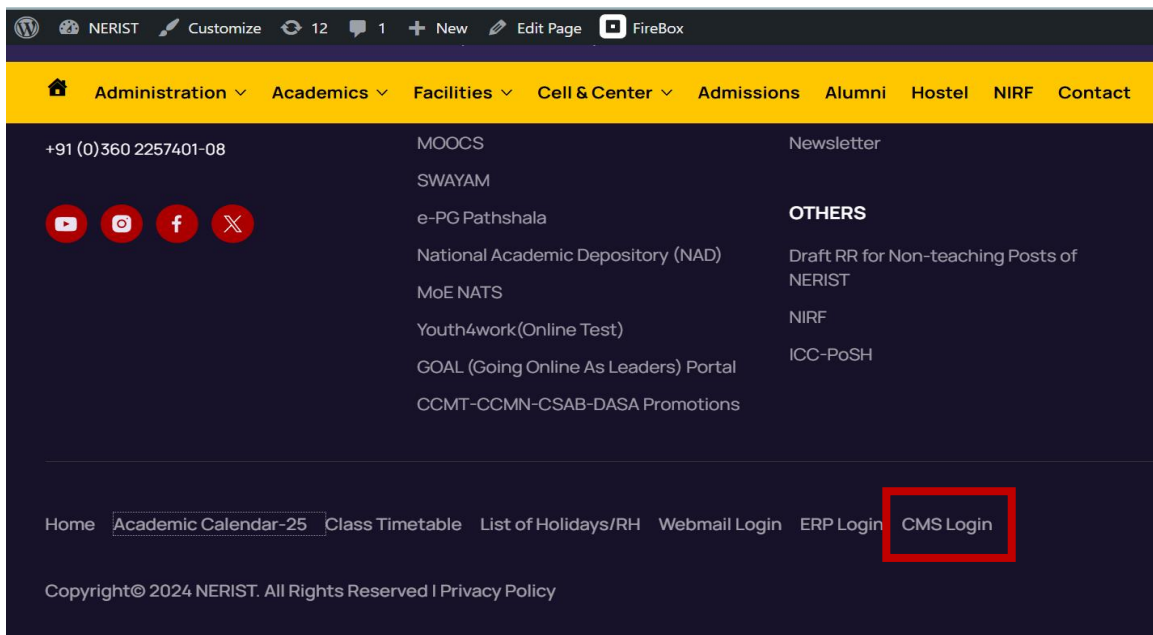 NERIST Customize 12 1 + New Edit Page FireBox
Administration Academics Facilities Cell & Center Admissions Alumni Hostel NIRF Contact
+91 (0)360 2257401-08
MOOCS
SWAYAM
e-PG Pathshala
National Academic Depository (NAD)
MoE NATS
Youth4work(Online Test)
GOAL (Going Online As Leaders) Portal
CCMT-CCMN-CSAB-DASA Promotions
Newsletter
OTHERS
Draft RR for Non-teaching Posts of
NERIST
NIRF
ICC-PoSH
Home Academic Calendar-25 Class Timetable List of Holidays/RH Webmail Login ERP Login CMS Login
Copyright© 2024 NERIST. All Rights Reserved I Privacy Policy